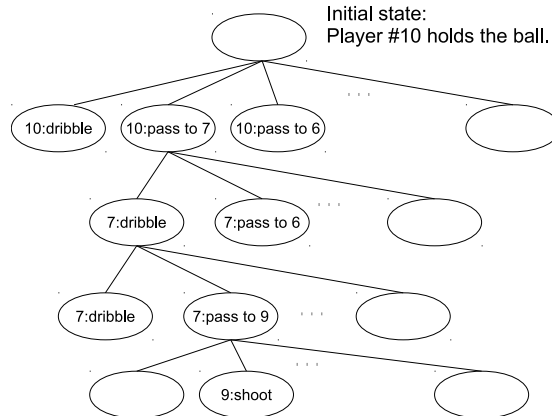 Initial state:
Player #10 holds the ball.
10:dribble 10:pass to 7 10:pass to 6
7:dribble 7:pass to 6
7:dribble 7:pass to 9
9:shoot